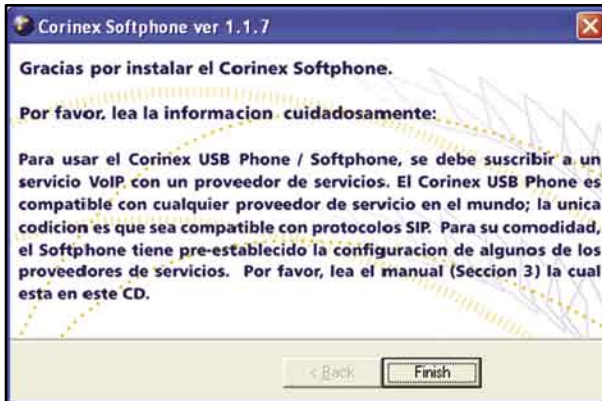 Corinex Softphone ver 1.1.7
Gracias por instalar el Corinex Softphone.
Por favor, lea la informacion cuidadosamente:
Para usar el Corinex USB Phone / Softphone, se debe suscribir a un
servicio VoIP con un proveedor de servicios. El Corinex USB Phone es
compatible con cualquier proveedor de servicio en el mundo; la unica
codicion es que sea compatible con protocolos SIP. Para su comodidad,
el Softphone tiene pre-establecido la configuracion de algunos de los
proveedores de servicios. Por favor, lea el manual (Seccion 3) la cual
esta en este CD.
< Back Finish